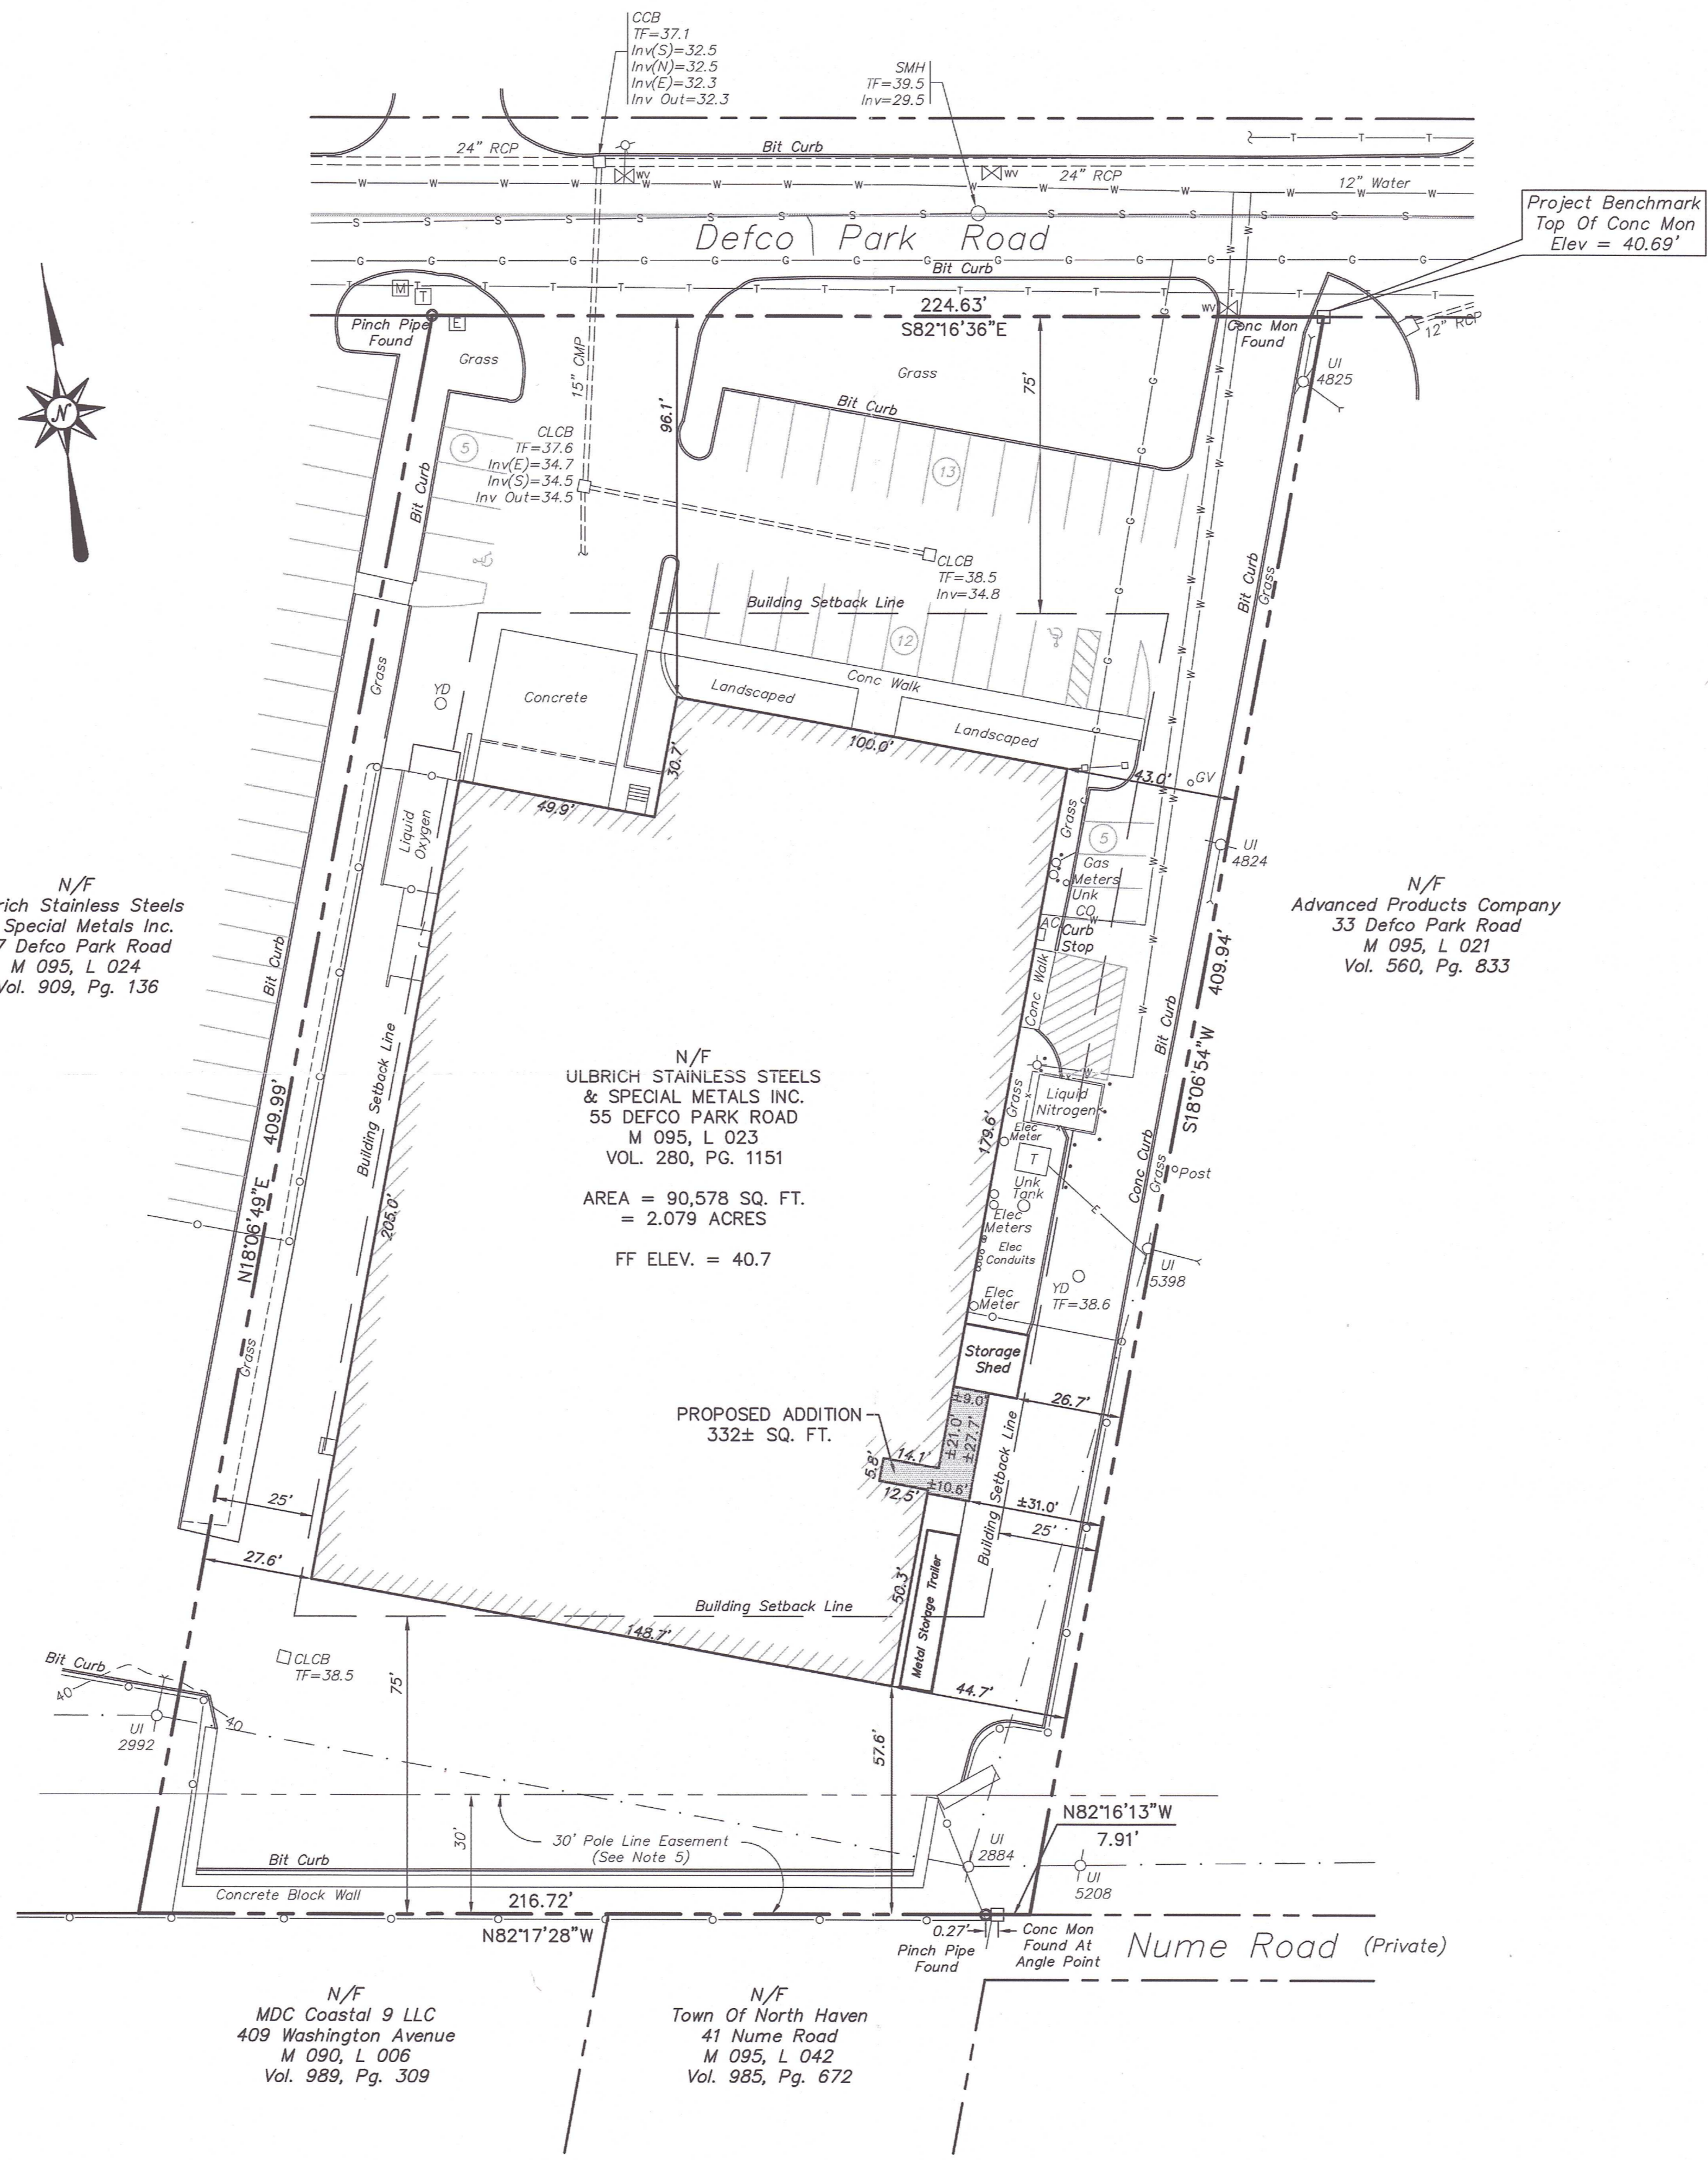 CCB
TF=37.1
Inv(S)=32.5
Inv(N)=32.5
Inv(E)=32.3
Inv Out=32.3
SMH
TF=39.5
Inv=29.5
24" RCP
Bit Curb
T T T
WV
WV
24" RCP
12" Water
W W W W W W W W W W W W W W W
S S S S S S S S S S S S S S
Defco Park Road
Project Benchmark
Top Of Conc Mon
Elev = 40.69'
G G G G G G G G G G G G G G G
Bit Curb
M
T
E
224.63'
S82°16'36"E
WV
Pinch Pipe
Found
Conc Mon
Found
12" RCP
Grass
Grass
15" CMP
96.1'
75'
UI
4825
Bit Curb
N
5
CLCB
TF=37.6
Inv(E)=34.7
Inv(S)=34.5
Inv Out=34.5
Bit Curb
13
CLCB
TF=38.5
Inv=34.8
Bit Curb
Grass
Building Setback Line
12
Grass
YD
Concrete
Conc Walk
Landscaped
Landscaped
100.0'
30.7'
49.9'
43.0'
GV
Liquid
Oxygen
Grass
5
Gas
Meters
Unk
CO
AC
Curb
Stop
UI
4824
N/F
rich Stainless Steels
Special Metals Inc.
7 Defco Park Road
M 095, L 024
Vol. 909, Pg. 136
N/F
Advanced Products Company
33 Defco Park Road
M 095, L 021
Vol. 560, Pg. 833
Bit Curb
Conc Walk
409.94'
S18°06'54"W
Bit Curb
N/F
ULBRICH STAINLESS STEELS
& SPECIAL METALS INC.
55 DEFCO PARK ROAD
M 095, L 023
VOL. 280, PG. 1151
AREA = 90,578 SQ. FT.
= 2.079 ACRES
FF ELEV. = 40.7
Building Setback Line
409.99'
N18°06'49"E
205.0'
Grass
Liquid
Nitrogen
179.6'
Elec
Meter
T
Unk
Tank
Elec
Meters
Elec
Conduits
Elec
Meter
Conc Curb
Grass
Post
E
UI
5398
YD
TF=38.6
Grass
Storage
Shed
26.7'
PROPOSED ADDITION
332± SQ. FT.
±9.0'
±21.0'
±27.7'
14.1'
5.8'
12.5'
±10.6'
±31.0'
25'
Building Setback Line
25'
27.6'
50.3'
Metal Storage Trailer
Building Setback Line
148.7'
CLCB
TF=38.5
75'
44.7'
57.6'
Bit Curb
40
40
UI
2992
30'
30' Pole Line Easement
(See Note 5)
UI
2884
N82°16'13"W
7.91'
UI
5208
Bit Curb
Concrete Block Wall
216.72'
N82°17'28"W
0.27'
Pinch Pipe
Found
Conc Mon
Found At
Angle Point
Nume Road (Private)
N/F
MDC Coastal 9 LLC
409 Washington Avenue
M 090, L 006
Vol. 989, Pg. 309
N/F
Town Of North Haven
41 Nume Road
M 095, L 042
Vol. 985, Pg. 672